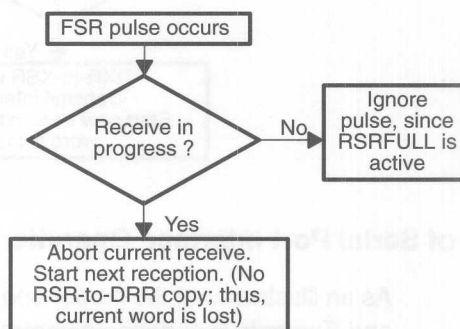 FSR pulse occurs
Receive in
progress ?
No
Ignore
pulse, since
RSRFULL is
active
Yes
Abort current receive.
Start next reception. (No
RSR-to-DRR copy; thus,
current word is lost)